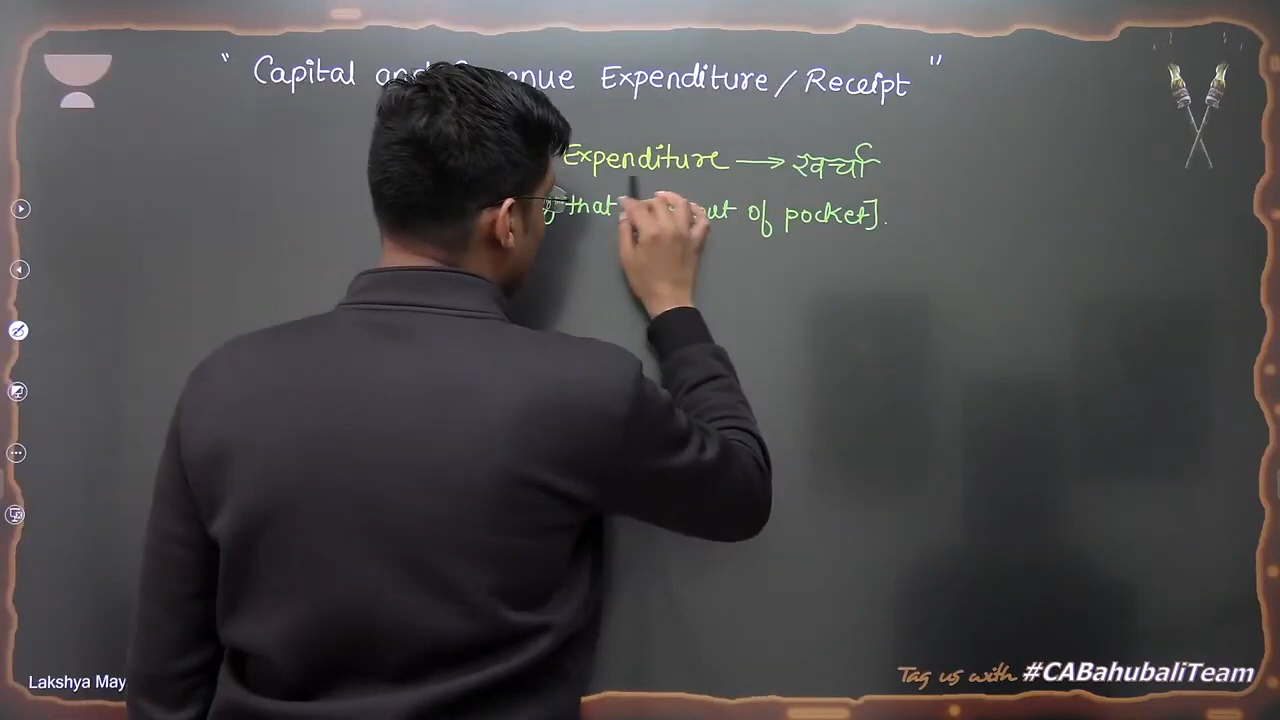 " Capital and Revenue Expenditure / Receipt "
Expenditure → खर्चा
that out of pocket].
Lakshya May
Tag us with #CABahubaliTeam